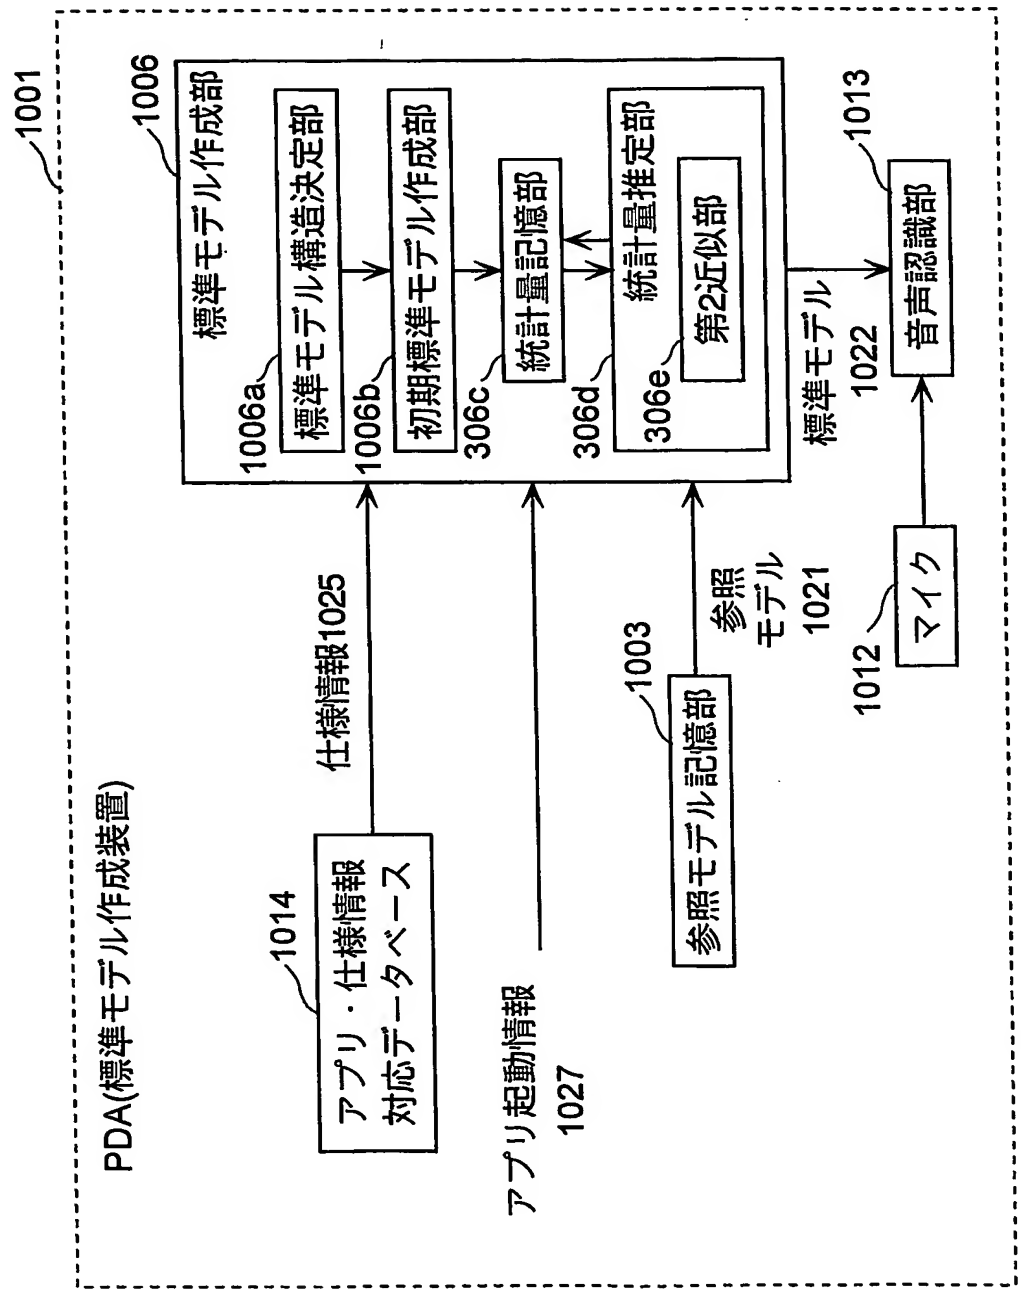 1001
PDA(標準モデル作成装置)
1006
標準モデル作成部
1006a
標準モデル構造決定部
1006b
初期標準モデル作成部
306c
統計量記憶部
306d
統計量推定部
306e
第2近似部
1014
アプリ・仕様情報
対応データベース
仕様情報1025
アプリ起動情報
1027
1003
参照モデル記憶部
参照
モデル
1021
標準モデル
1022
1013
音声認識部
1012
マイク